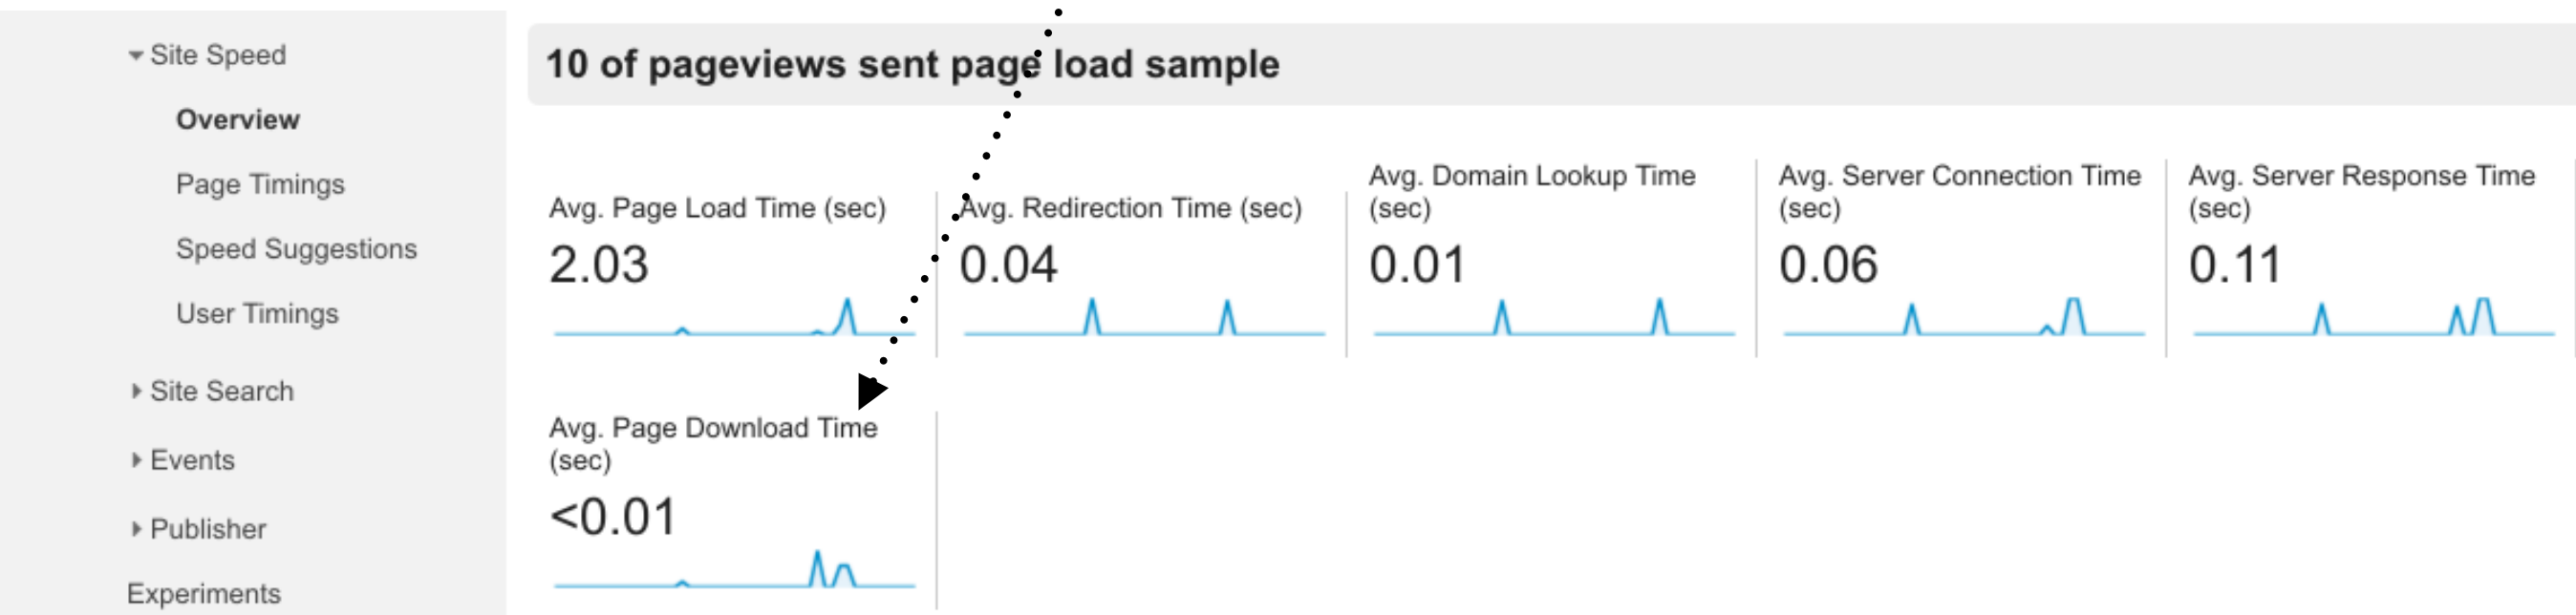 Site Speed
Overview
Page Timings
Speed Suggestions
User Timings
Site Search
Events
Publisher
Experiments
10 of pageviews sent page load sample
Avg. Page Load Time (sec)
2.03
Avg. Redirection Time (sec)
0.04
Avg. Domain Lookup Time
(sec)
0.01
Avg. Server Connection Time
(sec)
0.06
Avg. Server Response Time
(sec)
0.11
Avg. Page Download Time
(sec)
<0.01